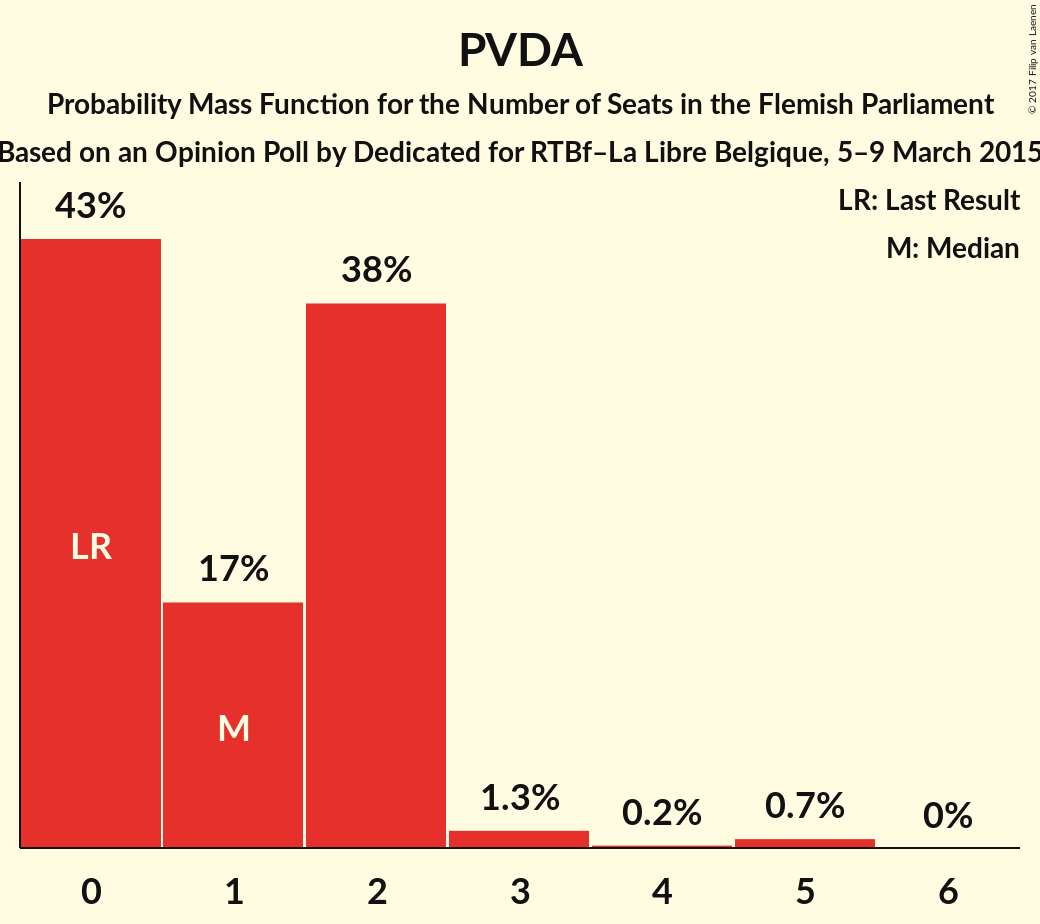 PVDA
Probability Mass Function for the Number of Seats in the Flemish Parliament
Based on an Opinion Poll by Dedicated for RTBf–La Libre Belgique, 5–9 March 2015
© 2017 Filip van Laenen
LR: Last Result
M: Median
43%
38%
17%
1.3%
0.2%
0.7%
0%
LR
M
0 1 2 3 4 5 6